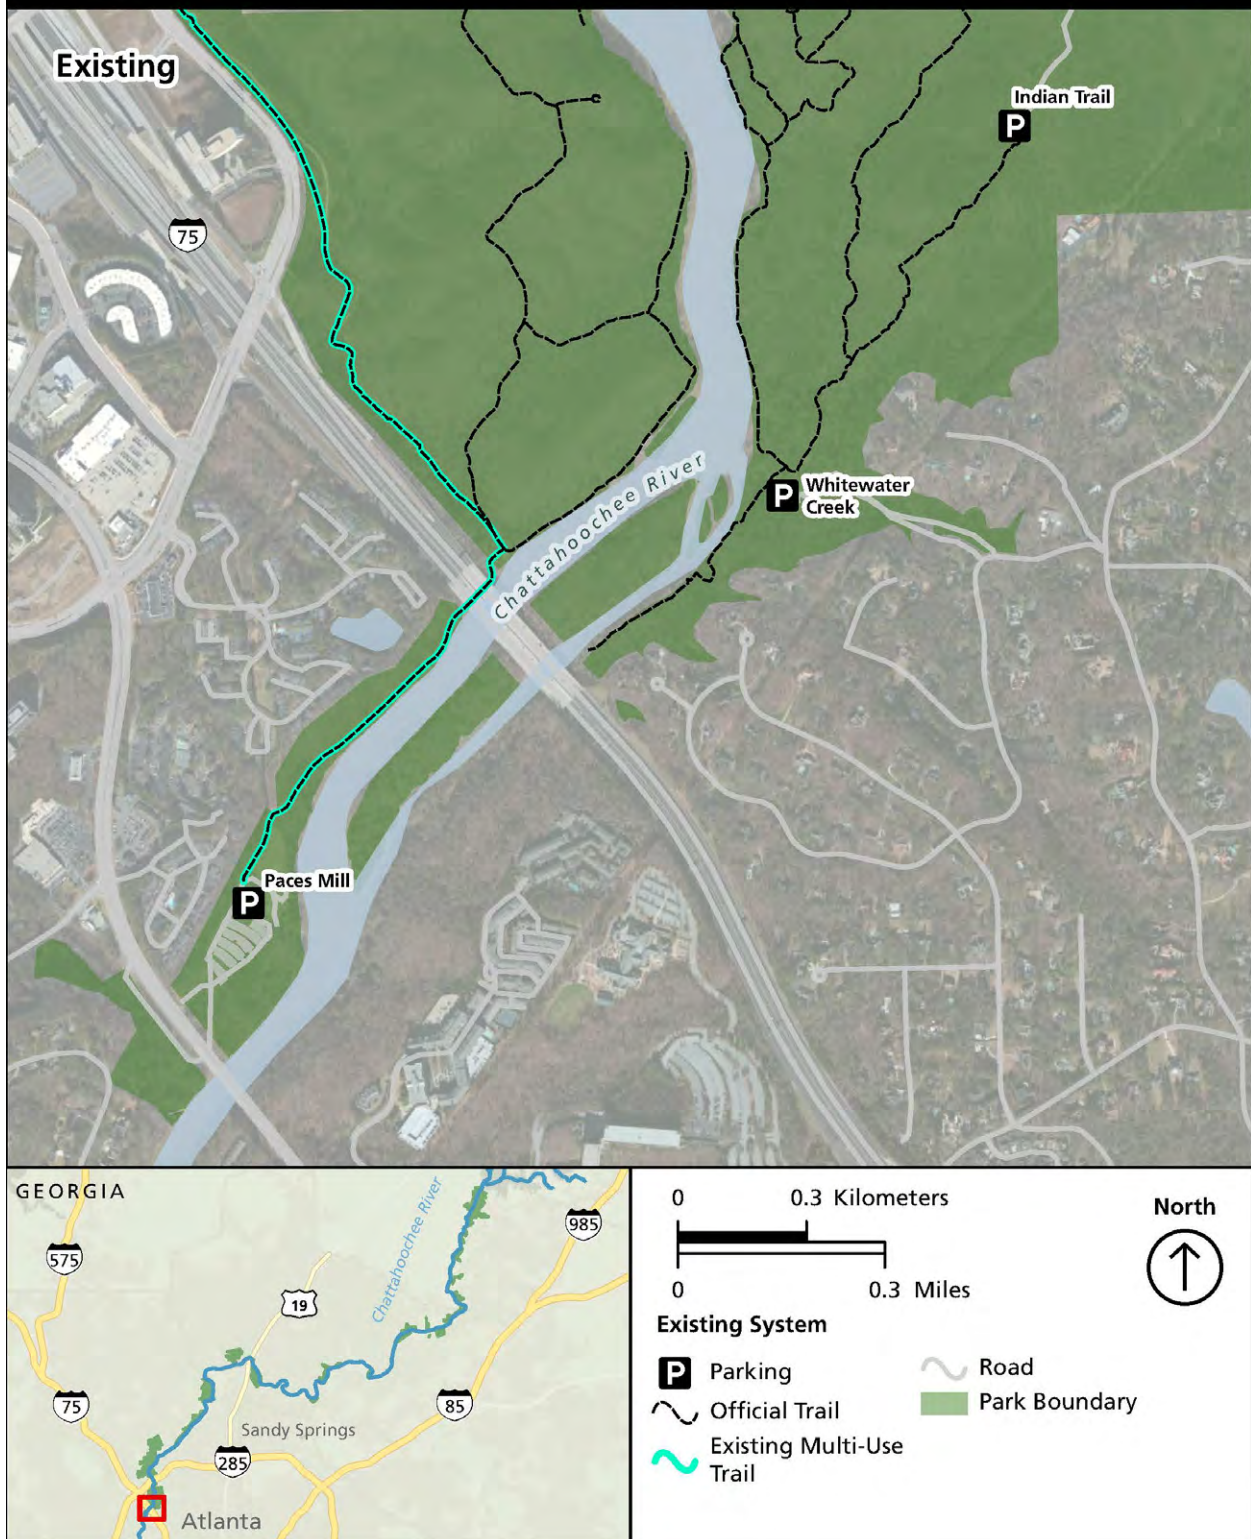 Existing
Indian Trail
P
75
Whitewater
Creek
P
Chattahoochee River
Paces Mill
P
GEORGIA
575
985
19
Chattahoochee River
75
85
Sandy Springs
285
Atlanta
0 0.3 Kilometers
0 0.3 Miles
North
Existing System
P Parking
Official Trail
Existing Multi-Use
Trail
Road
Park Boundary